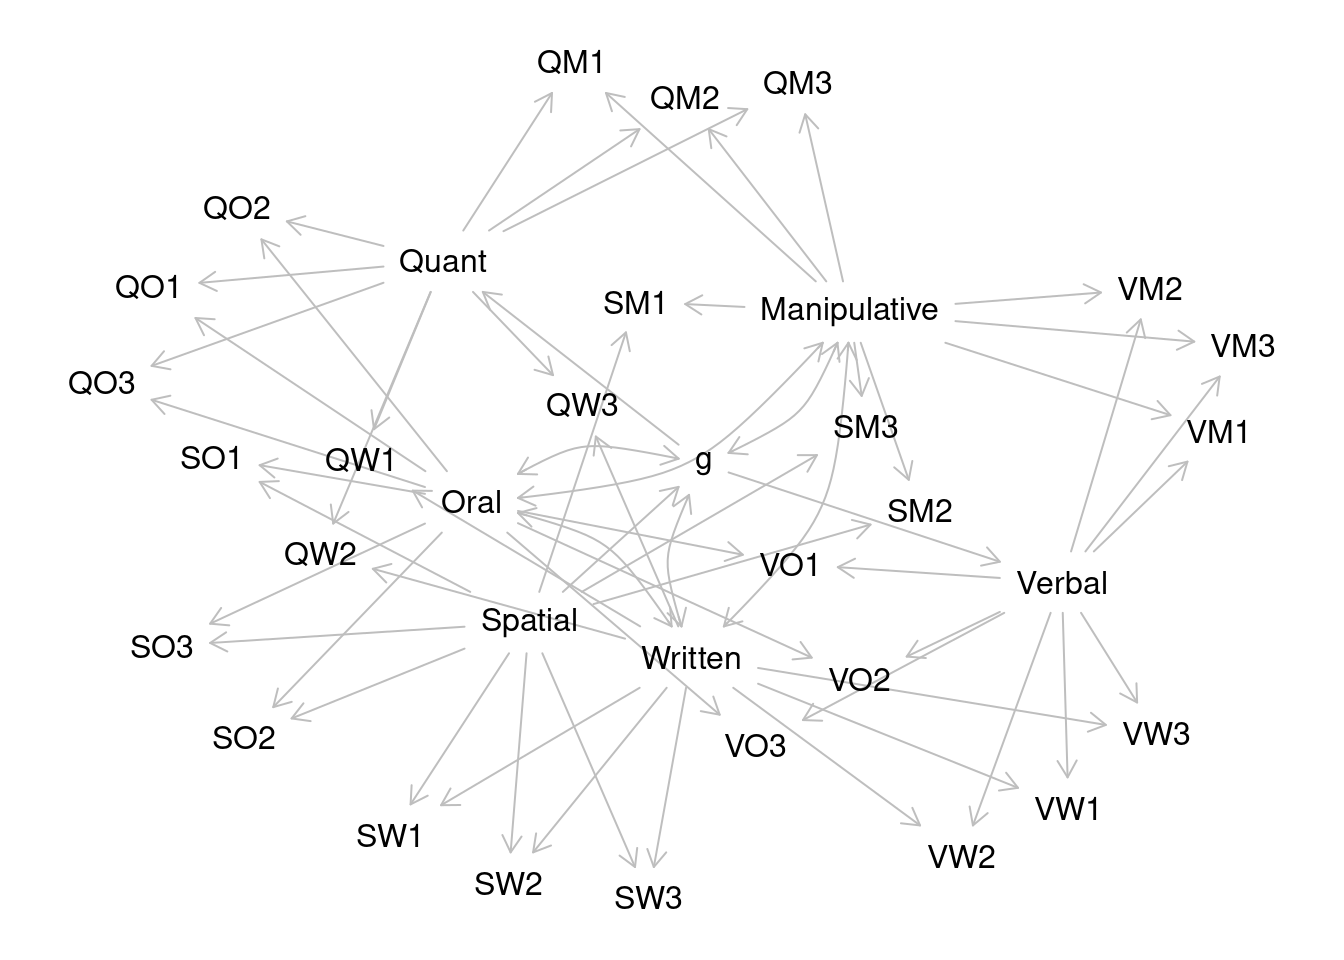 QM1
QM3
QM2
QO2
Quant
QO1
VM2
SM1
Manipulative
VM3
QO3
QW3
SM3
VM1
SO1
QW1
g
Oral
SM2
QW2
VO1
Verbal
Spatial
SO3
Written
VO2
SO2
VO3
VW3
VW1
SW1
VW2
SW2
SW3